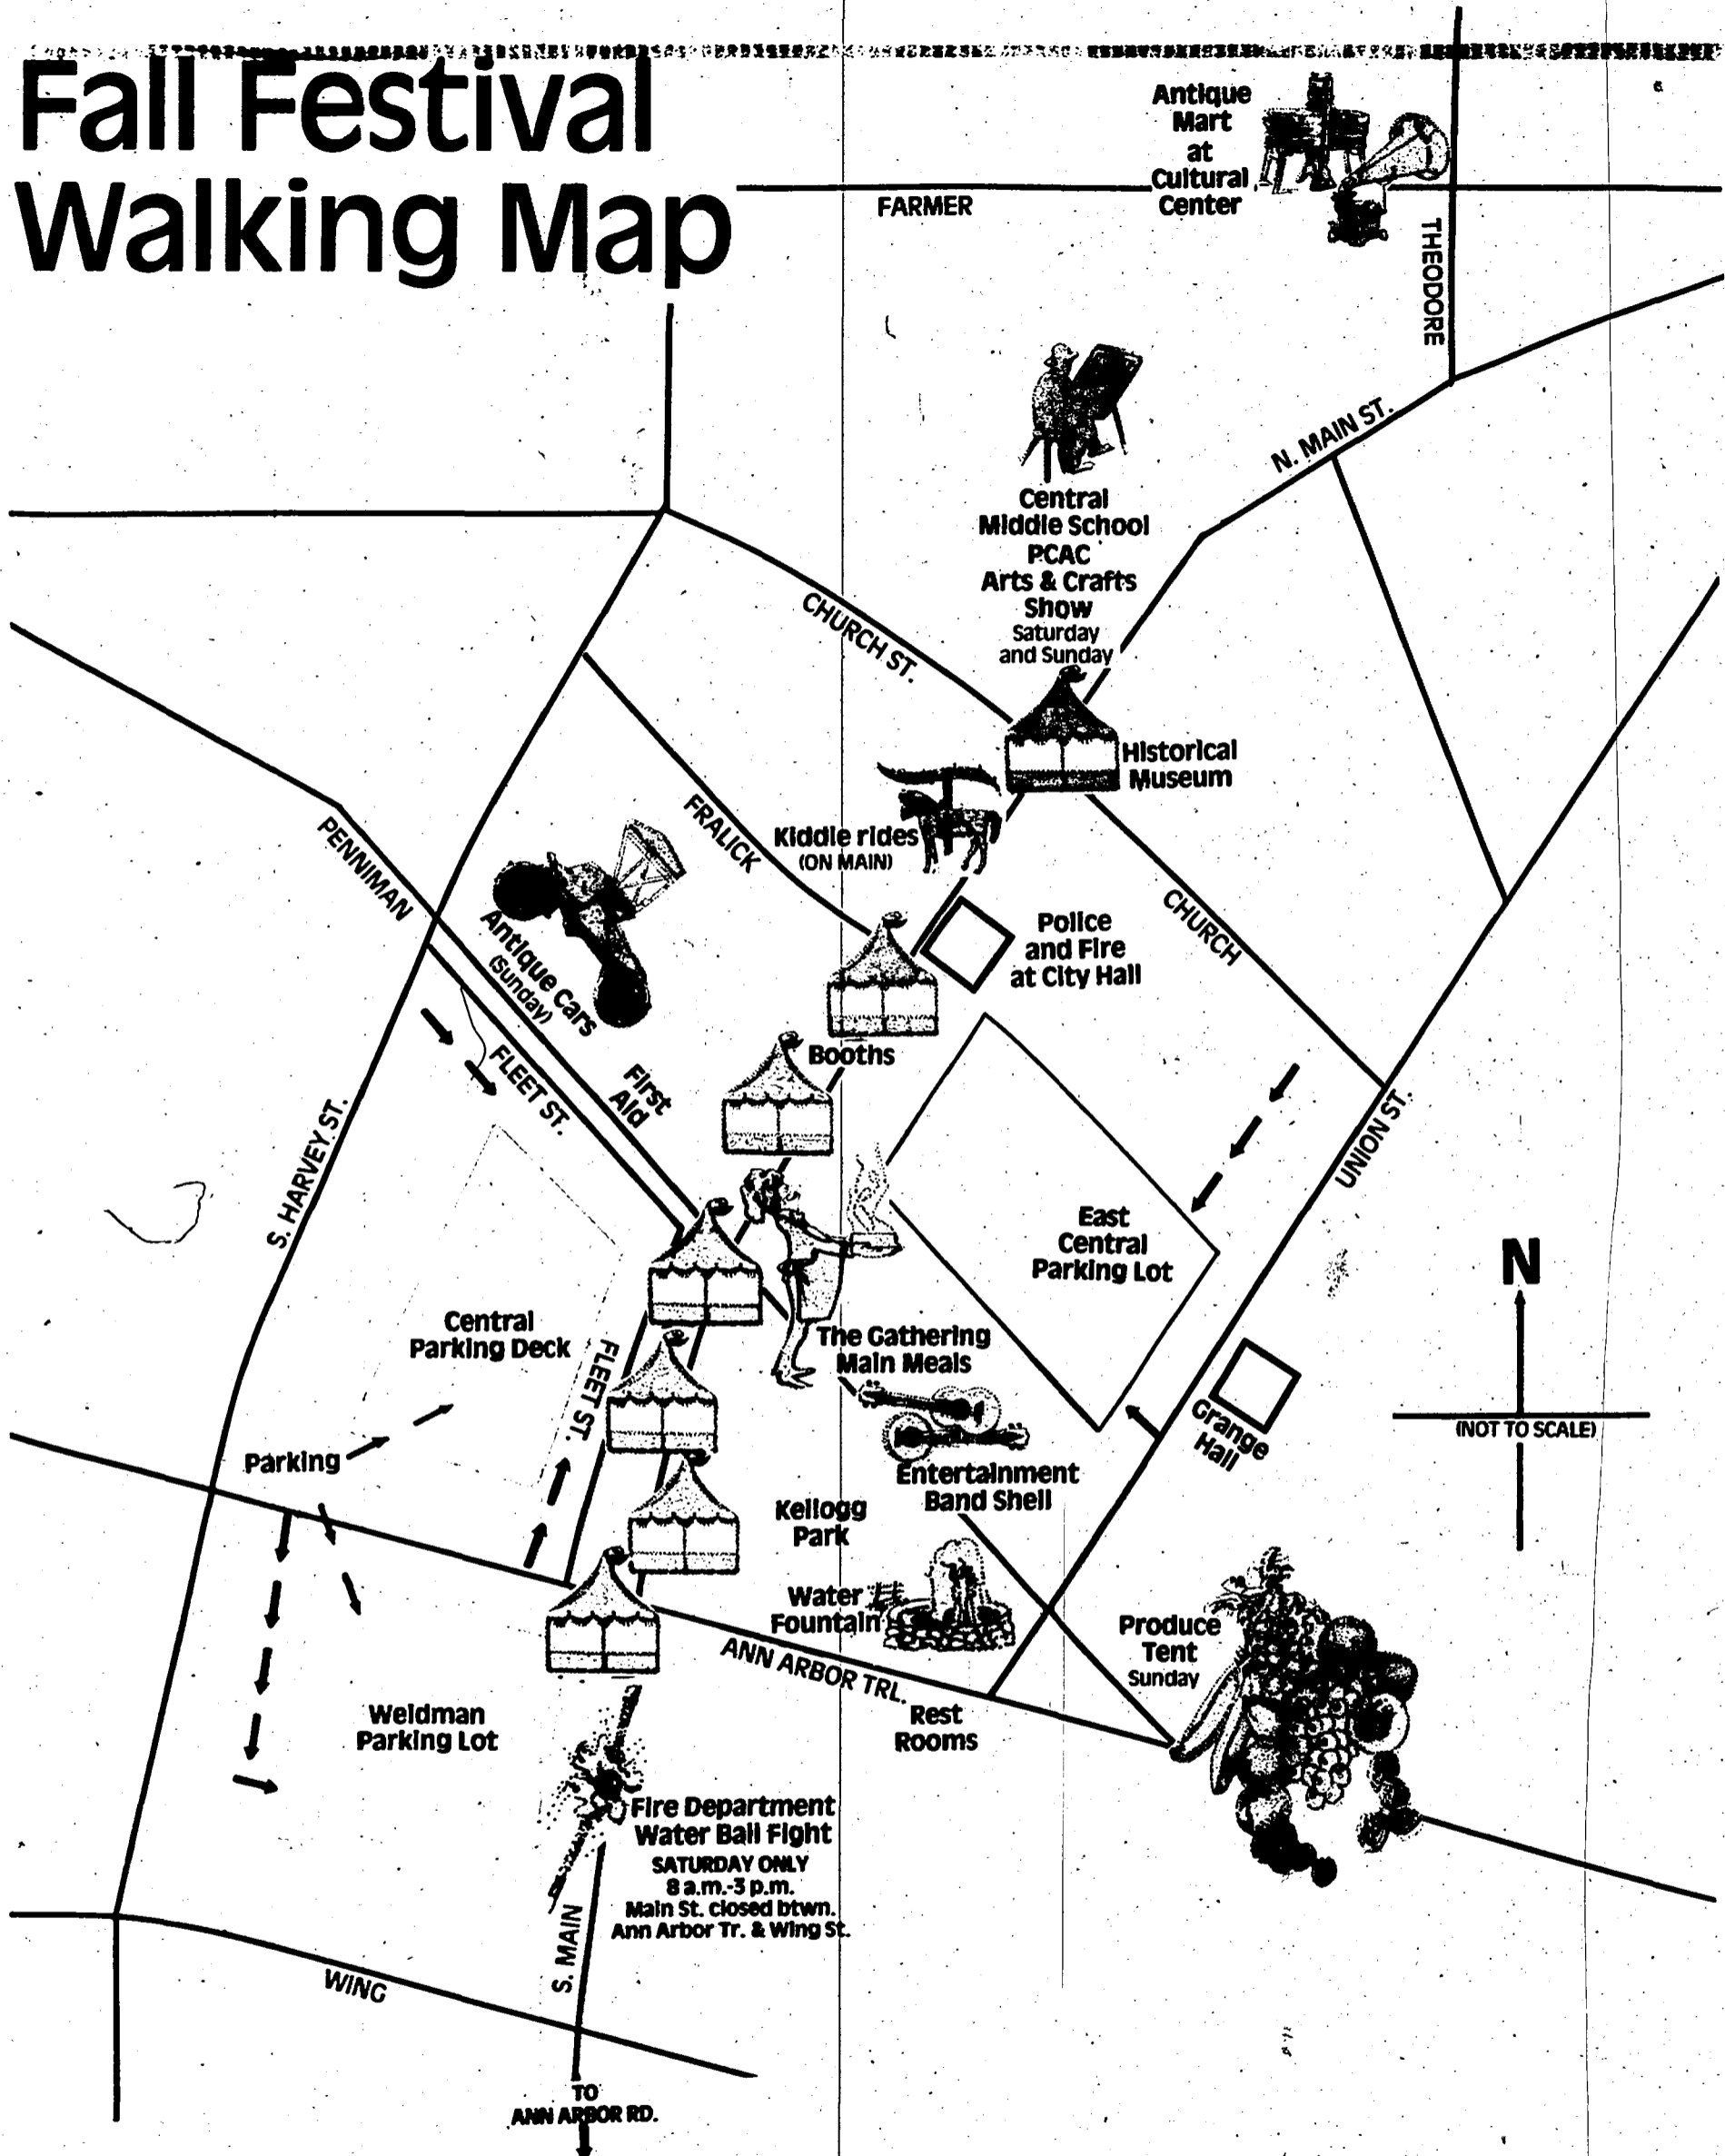 Fall Festival
Walking Map
Antique
Mart
at
Cultural
Center
FARMER
THEODORE
N. MAIN ST.
Central
Middle School
PCAC
Arts & Crafts
Show
Saturday
and Sunday
CHURCH ST.
Historical
Museum
Kiddie rides
(ON MAIN)
FRALICK
PENNIMAN
Antique Cars
(Sunday)
Police
and Fire
at City Hall
CHURCH
Booths
FLEET ST.
First
Aid
S. HARVEY ST.
UNION ST.
East
Central
Parking Lot
N
(NOT TO SCALE)
Central
Parking Deck
FLEET ST.
The Gathering
Main Meals
Grange
Hall
Parking
Entertainment
Band Shell
Kellogg
Park
Water
Fountain
Produce
Tent
Sunday
ANN ARBOR TRL.
Rest
Rooms
Weidman
Parking Lot
Fire Department
Water Ball Fight
SATURDAY ONLY
8 a.m.-3 p.m.
Main St. closed btwn.
Ann Arbor Tr. & Wing St.
S. MAIN
WING
TO
ANN ARBOR RD.